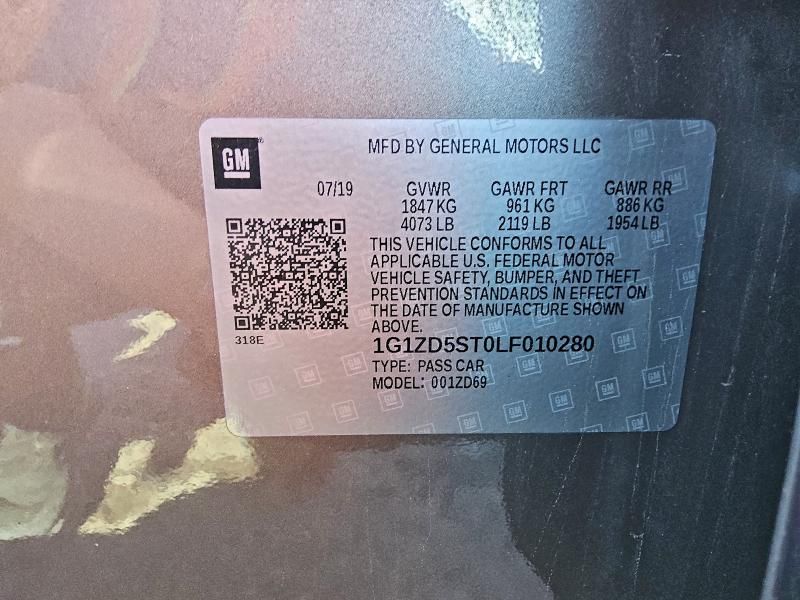 GM
MFD BY GENERAL MOTORS LLC
07/19 GVWR GAWR FRT GAWR RR
1847 KG 961 KG 886 KG
4073 LB 2119 LB 1954 LB
THIS VEHICLE CONFORMS TO ALL
APPLICABLE U.S. FEDERAL MOTOR
VEHICLE SAFETY, BUMPER, AND THEFT
PREVENTION STANDARDS IN EFFECT ON
THE DATE OF MANUFACTURE SHOWN
ABOVE.
318E
1G1ZD5ST0LF010280
TYPE: PASS CAR
MODEL: 001ZD69